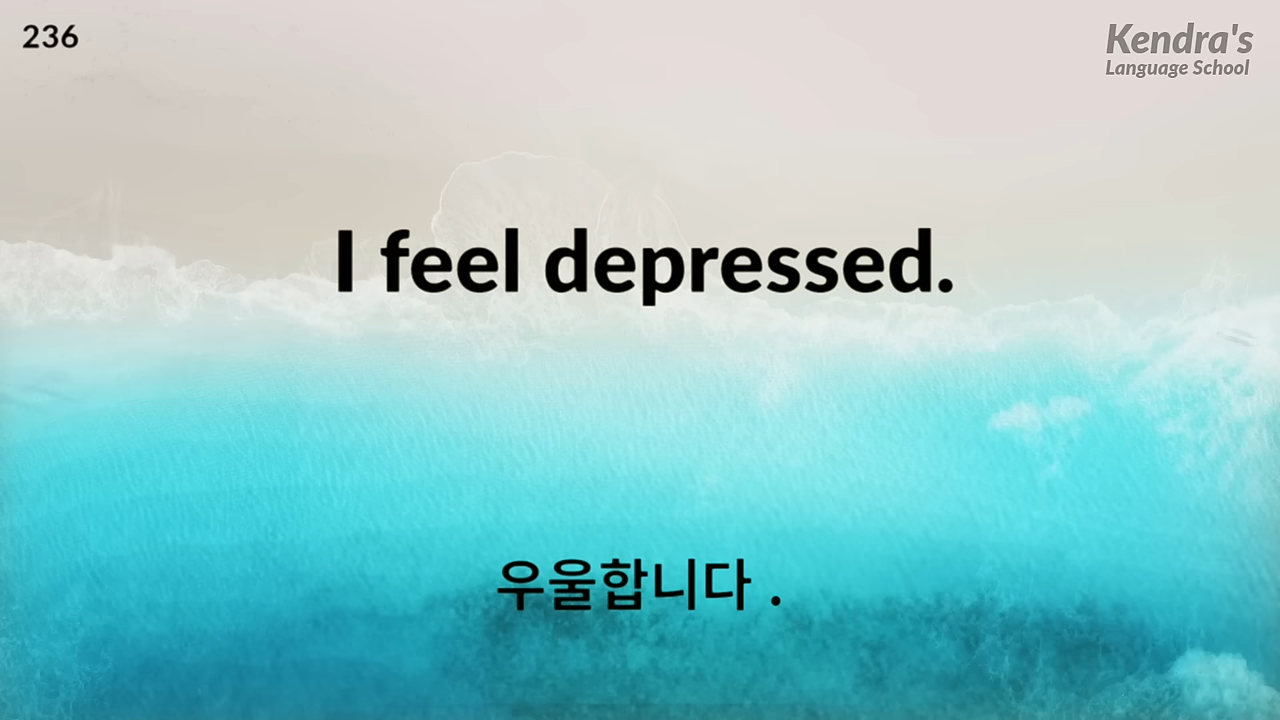 236
Kendra's
Language School
I feel depressed.
우울합니다 .